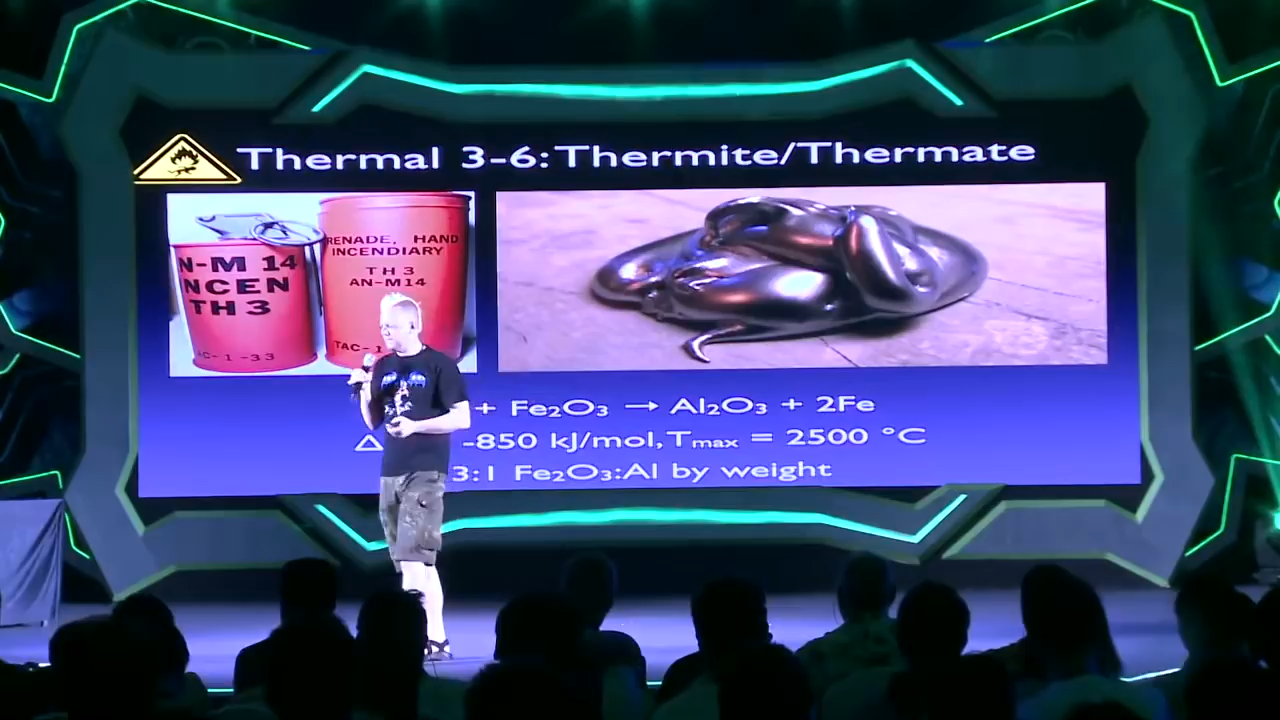 Thermal 3-6: Thermite/Thermate
N-M 14
NCEN
TH 3
AC- 1 -33
RENADE, HAND
INCENDIARY
TH 3
AN-M14
TAC- 1
+ Fe₂O₃ → Al₂O₃ + 2Fe
Δ -850 kJ/mol, Tmax = 2500 °C
3:1 Fe₂O₃:Al by weight